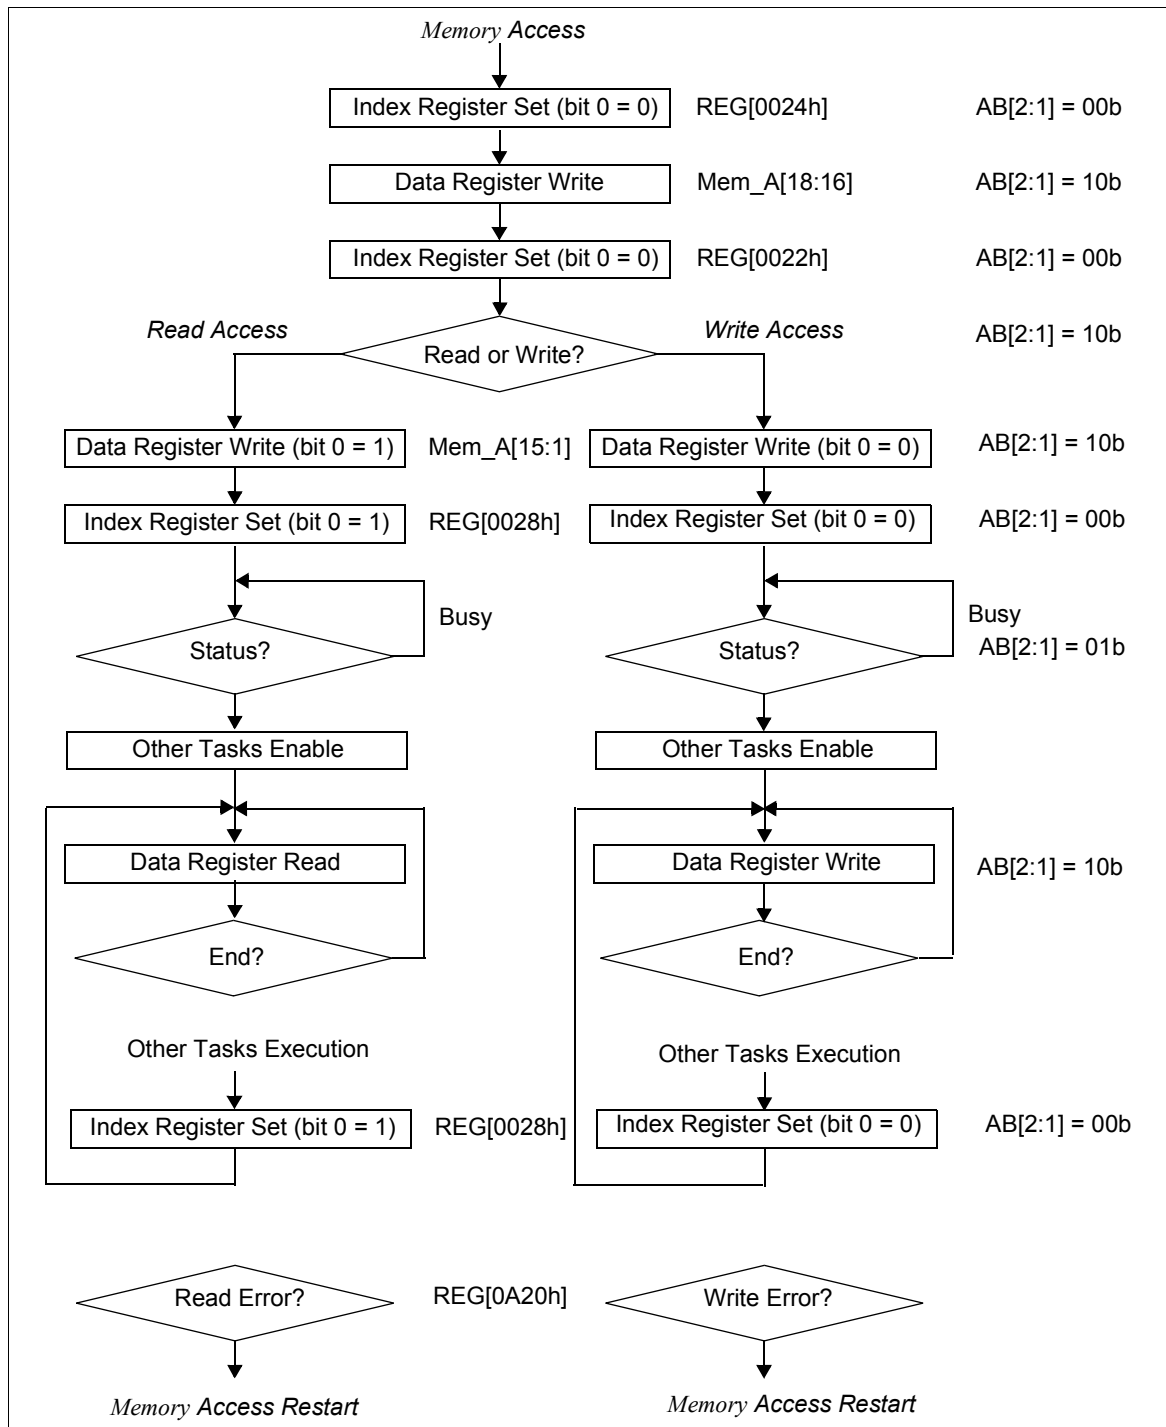 Memory Access
Index Register Set (bit 0 = 0) REG[0024h] AB[2:1] = 00b
Data Register Write Mem_A[18:16] AB[2:1] = 10b
Index Register Set (bit 0 = 0) REG[0022h] AB[2:1] = 00b
Read Access Write Access AB[2:1] = 10b
Read or Write?
Data Register Write (bit 0 = 1) Mem_A[15:1] Data Register Write (bit 0 = 0) AB[2:1] = 10b
Index Register Set (bit 0 = 1) REG[0028h] Index Register Set (bit 0 = 0) AB[2:1] = 00b
Busy Busy
Status? Status? AB[2:1] = 01b
Other Tasks Enable Other Tasks Enable
Data Register Read Data Register Write AB[2:1] = 10b
End? End?
Other Tasks Execution Other Tasks Execution
Index Register Set (bit 0 = 1) REG[0028h] Index Register Set (bit 0 = 0) AB[2:1] = 00b
Read Error? REG[0A20h] Write Error?
Memory Access Restart Memory Access Restart